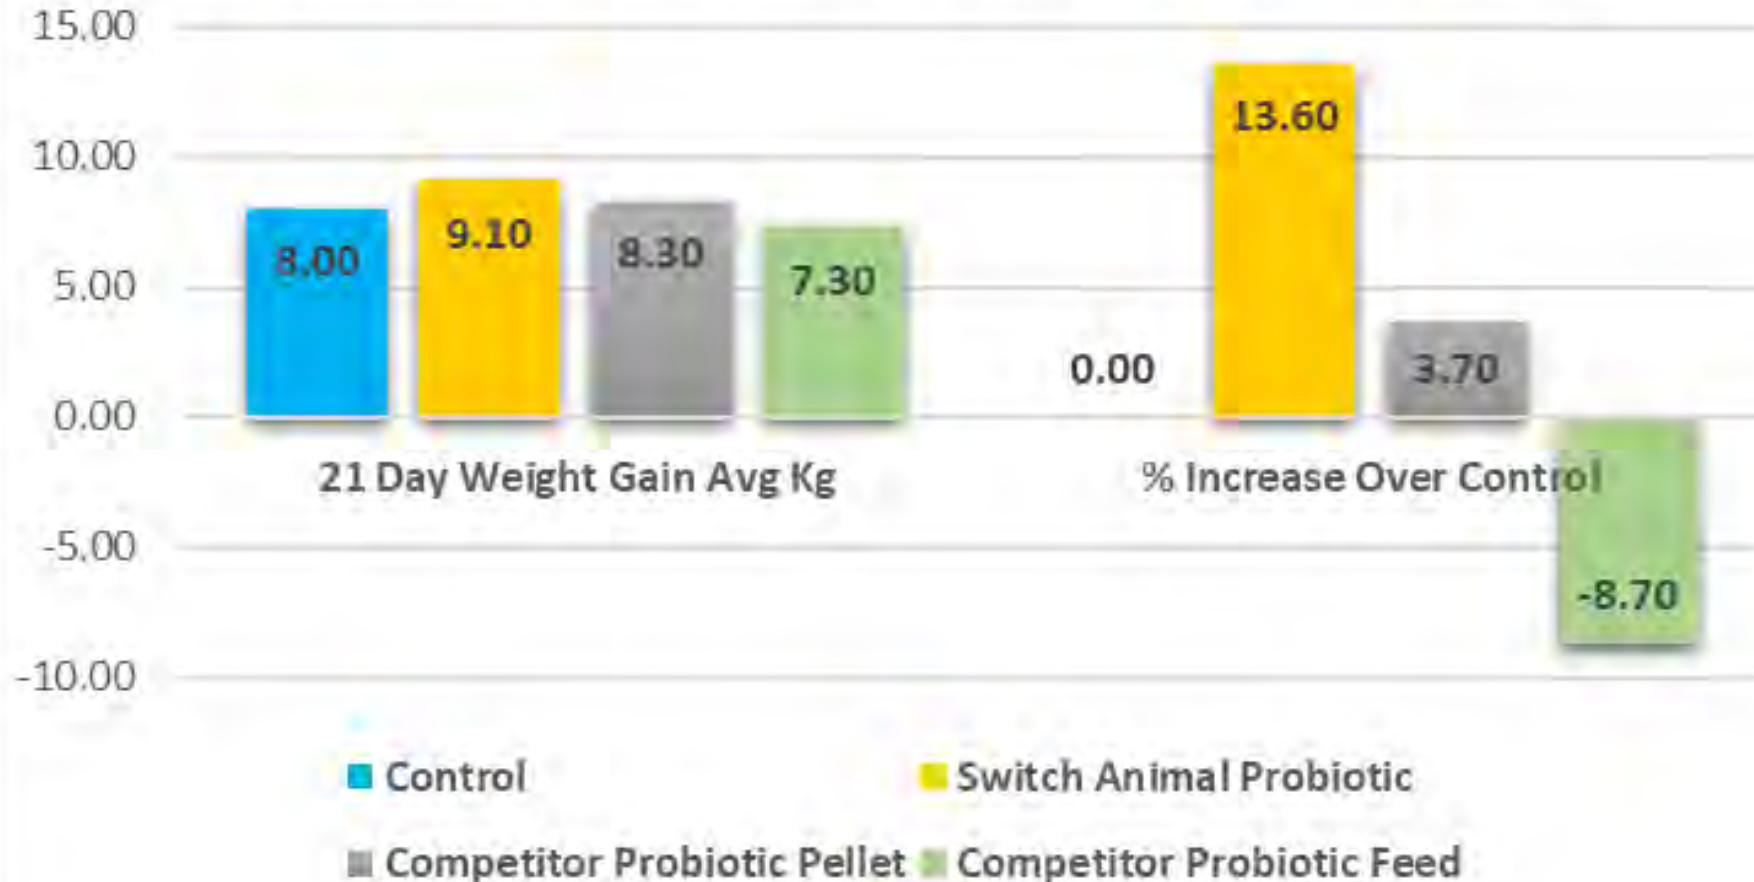 15.00
10.00
5.00
0.00
-5.00
-10.00
8.00
9.10
8.30
7.30
0.00
13.60
3.70
-8.70
21 Day Weight Gain Avg Kg
% Increase Over Control
Control
Switch Animal Probiotic
Competitor Probiotic Pellet
Competitor Probiotic Feed